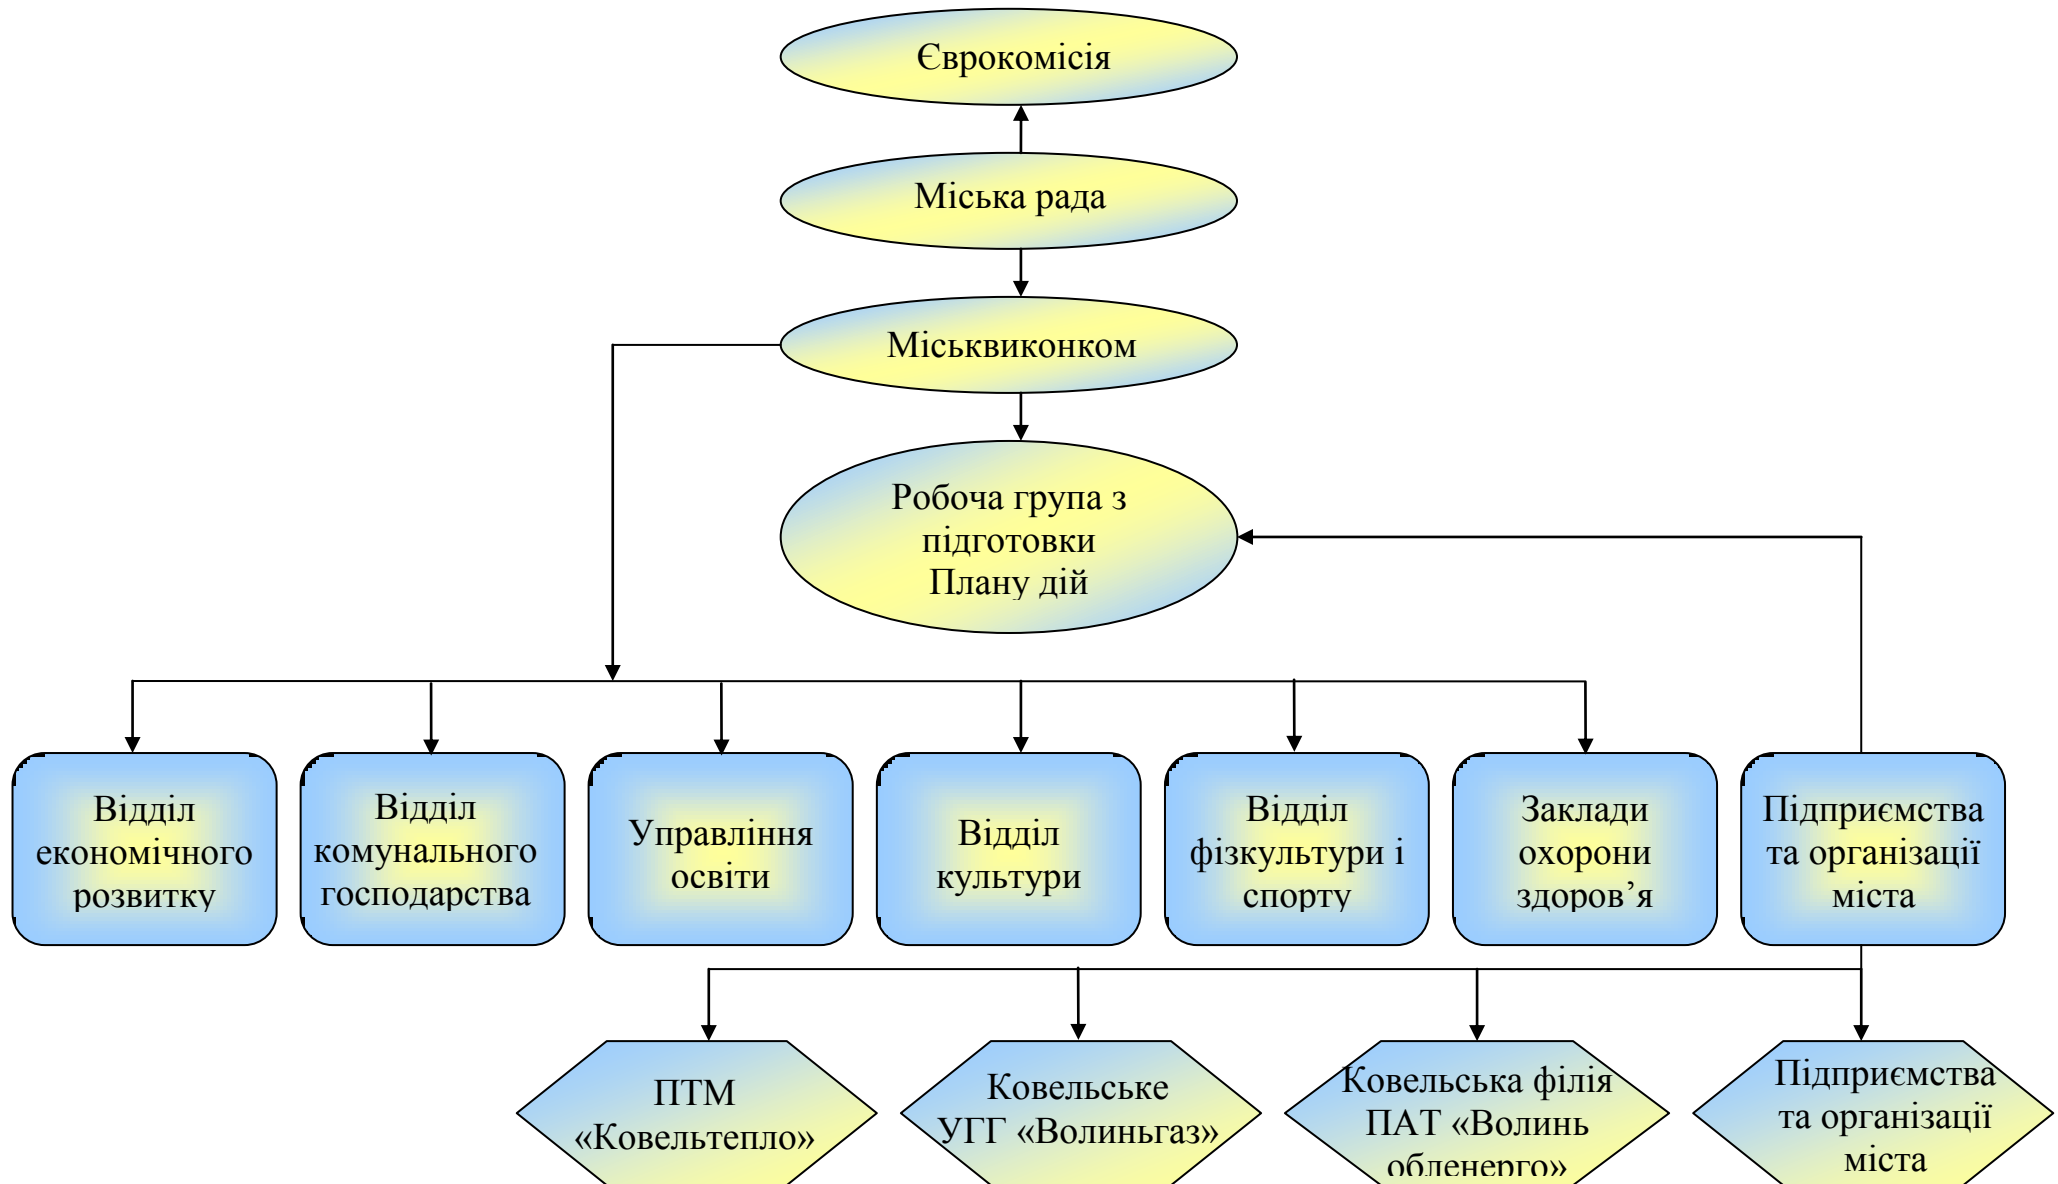 Єврокомісія
Міська рада
Міськвиконком
Робоча група з
підготовки
Плану дій
Відділ
економічного
розвитку
Відділ
комунального
господарства
Управління
освіти
Відділ
культури
Відділ
фізкультури і
спорту
Заклади
охорони
здоров’я
Підприємства
та організації
міста
ПТМ
«Ковельтепло»
Ковельське
УГГ «Волиньгаз»
Ковельська філія
ПАТ «Волинь
обленерго»
Підприємства
та організації
міста